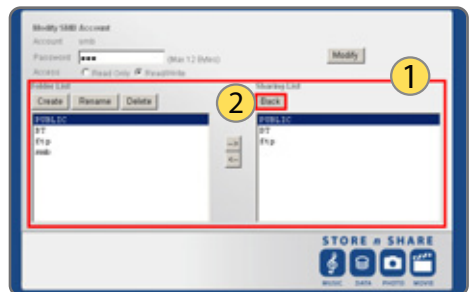 Modify SMB Account
Account smb
Password *** (Max 12 Bytes)
Modify
Access Read Only Read/Write
1
Folder List Sharing List
Create Rename Delete
2
Back
PUBLIC PUBLIC
BT BT
ftp ftp
smb
-->
<--
STORE n SHARE
MUSIC DATA PHOTO MOVIE